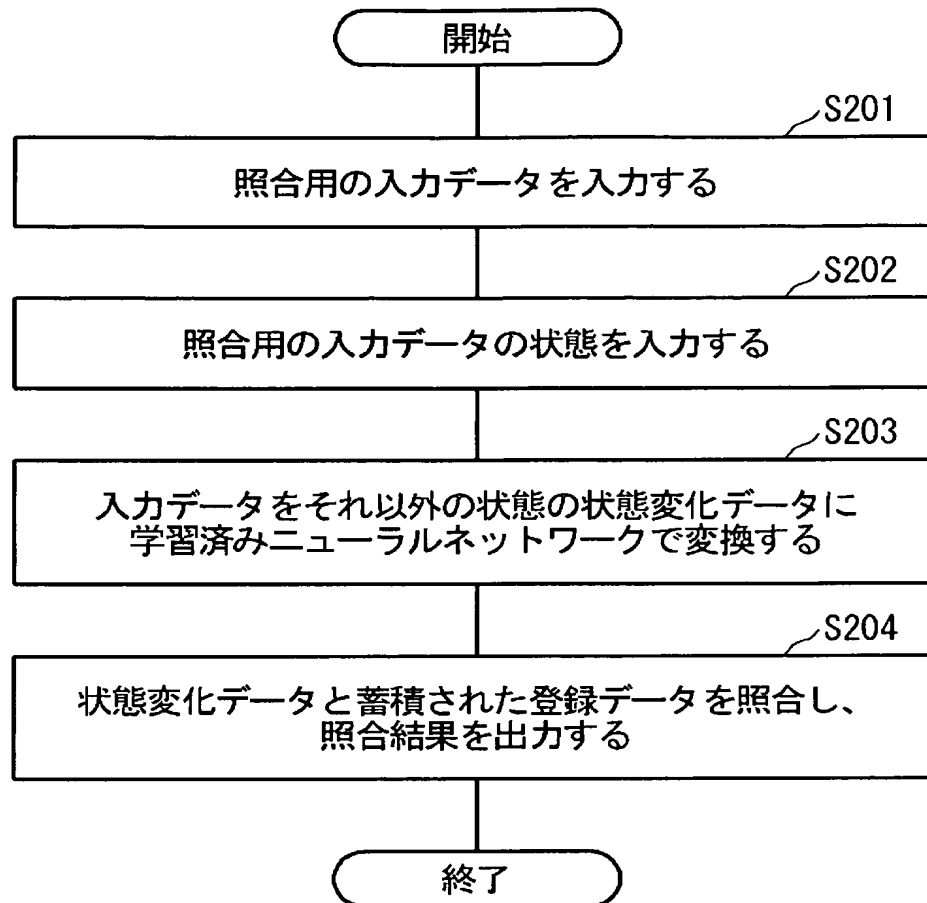 開始
S201
照合用の入力データを入力する
S202
照合用の入力データの状態を入力する
S203
入力データをそれ以外の状態の状態変化データに
学習済みニューラルネットワークで変換する
S204
状態変化データと蓄積された登録データを照合し、
照合結果を出力する
終了